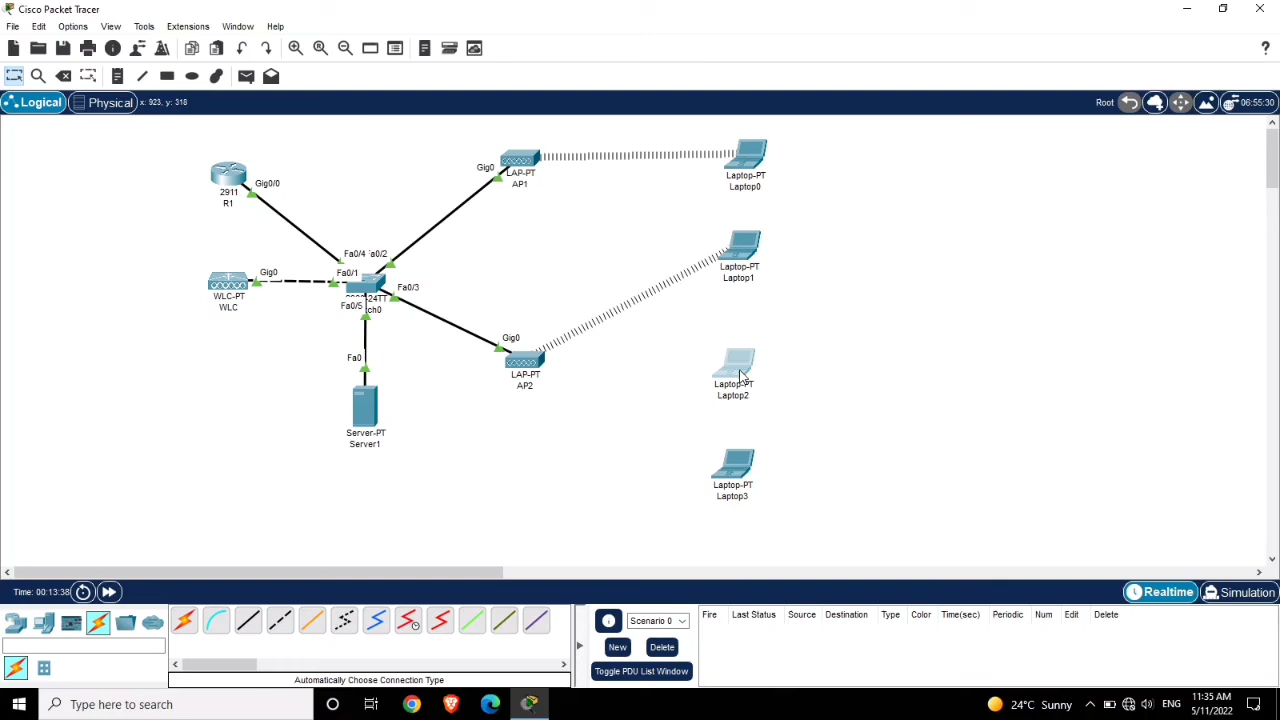 Cisco Packet Tracer
File Edit Options View Tools Extensions Window Help
Logical Physical x: 923, y: 318 Root 06:55:30
Gig0/0
2911
R1
Gig0
LAP-PT
AP1
Laptop-PT
Laptop0
Laptop-PT
Laptop1
Fa0/4
Fa0/1
Gig0
WLC-PT
WLC
Fa0/3
Fa0/5
Gig0
LAP-PT
AP2
Fa0
Server-PT
Server1
Laptop2
Laptop-PT
Laptop3
Time: 00:13:38 Realtime Simulation
Scenario 0
New Delete
Toggle PDU List Window
Fire Last Status Source Destination Type Color Time(sec) Periodic Num Edit Delete
Automatically Choose Connection Type
Type here to search
24°C Sunny ENG
11:35 AM
5/11/2022